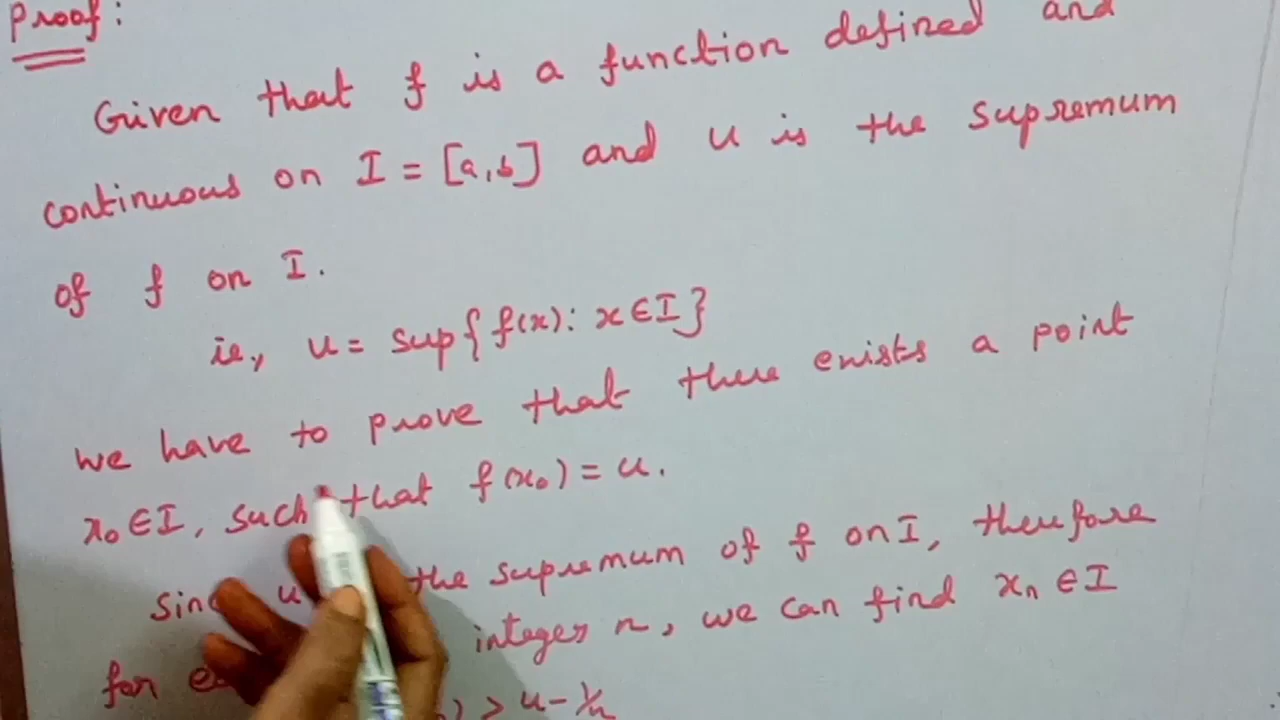 Proof:
Given that f is a function defined and
continuous on I = [a,b] and u is the supremum
of f on I.
ie, u = sup{f(x): x∈I}
we have to prove that there exists a point
x₀∈I, such that f(x₀) = u.
u the supremum of f on I, therefore
for integer n, we can find xₙ∈I
) > u - 1/n